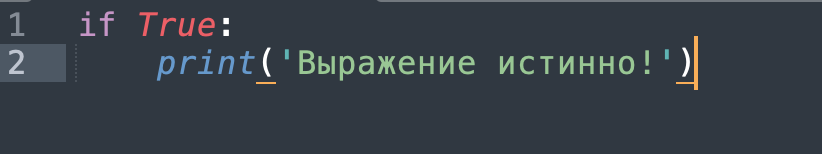 1 if True:
2     print('Выражение истинно!')